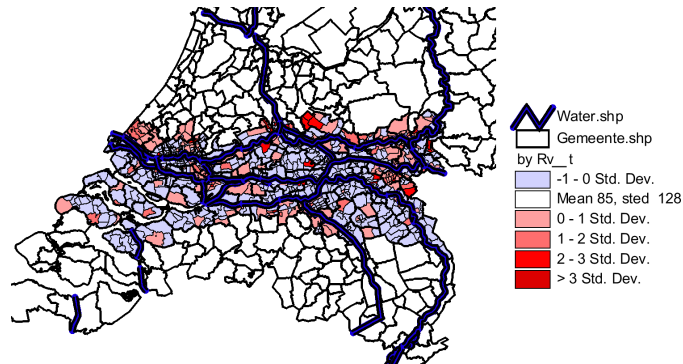 Water.shp
Gemeente.shp
by Rv__t
-1 - 0 Std. Dev.
Mean 85, sted 128
0 - 1 Std. Dev.
1 - 2 Std. Dev.
2 - 3 Std. Dev.
> 3 Std. Dev.